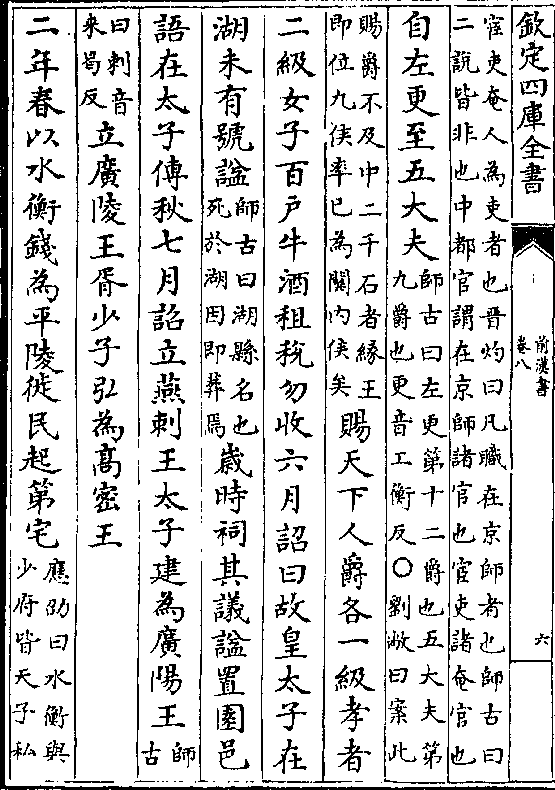 欽定四庫全書
前漢書
卷八
六
宦吏奄人為吏者也晉灼曰凡職在京師者也師古曰
二說皆非也中都官謂在京師諸官也宦吏諸奄官也
自左更至五大夫師古曰左更第十二爵也五大夫第
九爵也更音工衡反〇劉攽曰案此
賜爵不及中二千石者緣王
即位九侯率已為關內侯矣賜天下人爵各一級孝者
二級女子百戸牛酒租稅勿收六月詔曰故皇太子在
湖未有號諡師古曰湖縣名也
死於湖因即葬焉歲時祠其議諡置園邑
語在太子傳秋七月詔立燕刺王太子建為廣陽王師
古
曰刺音
來曷反立廣陵王胥少子弘為髙密王
二年春以水衡錢為平陵徙民起第宅應劭曰水衡與
少府皆天子私